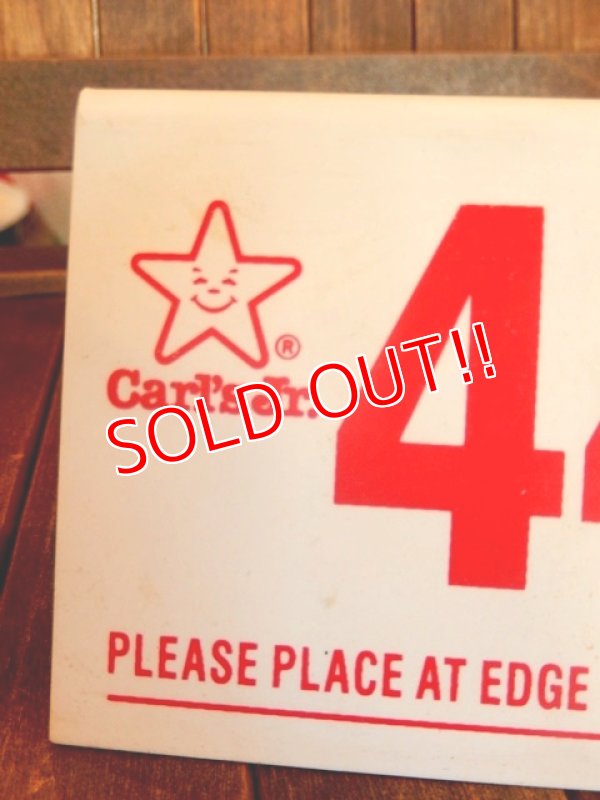 ®
Carl's Jr.
4
SOLD OUT!!
PLEASE PLACE AT EDGE